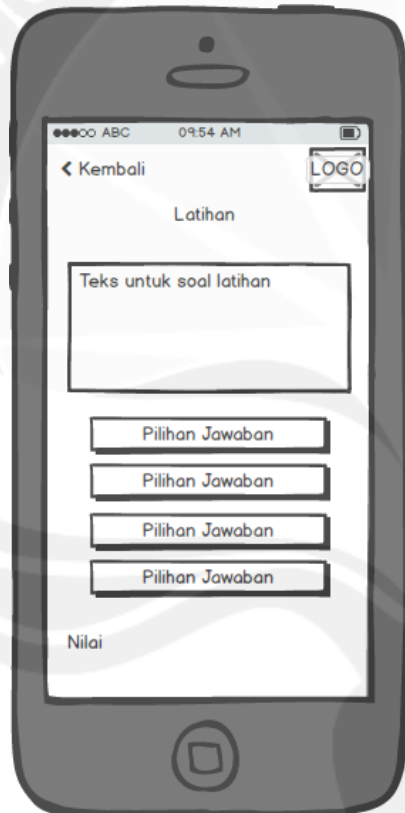 ABC 09:54 AM
Kembali
LOGO
Latihan
Teks untuk soal latihan
Pilihan Jawaban
Pilihan Jawaban
Pilihan Jawaban
Pilihan Jawaban
Nilai